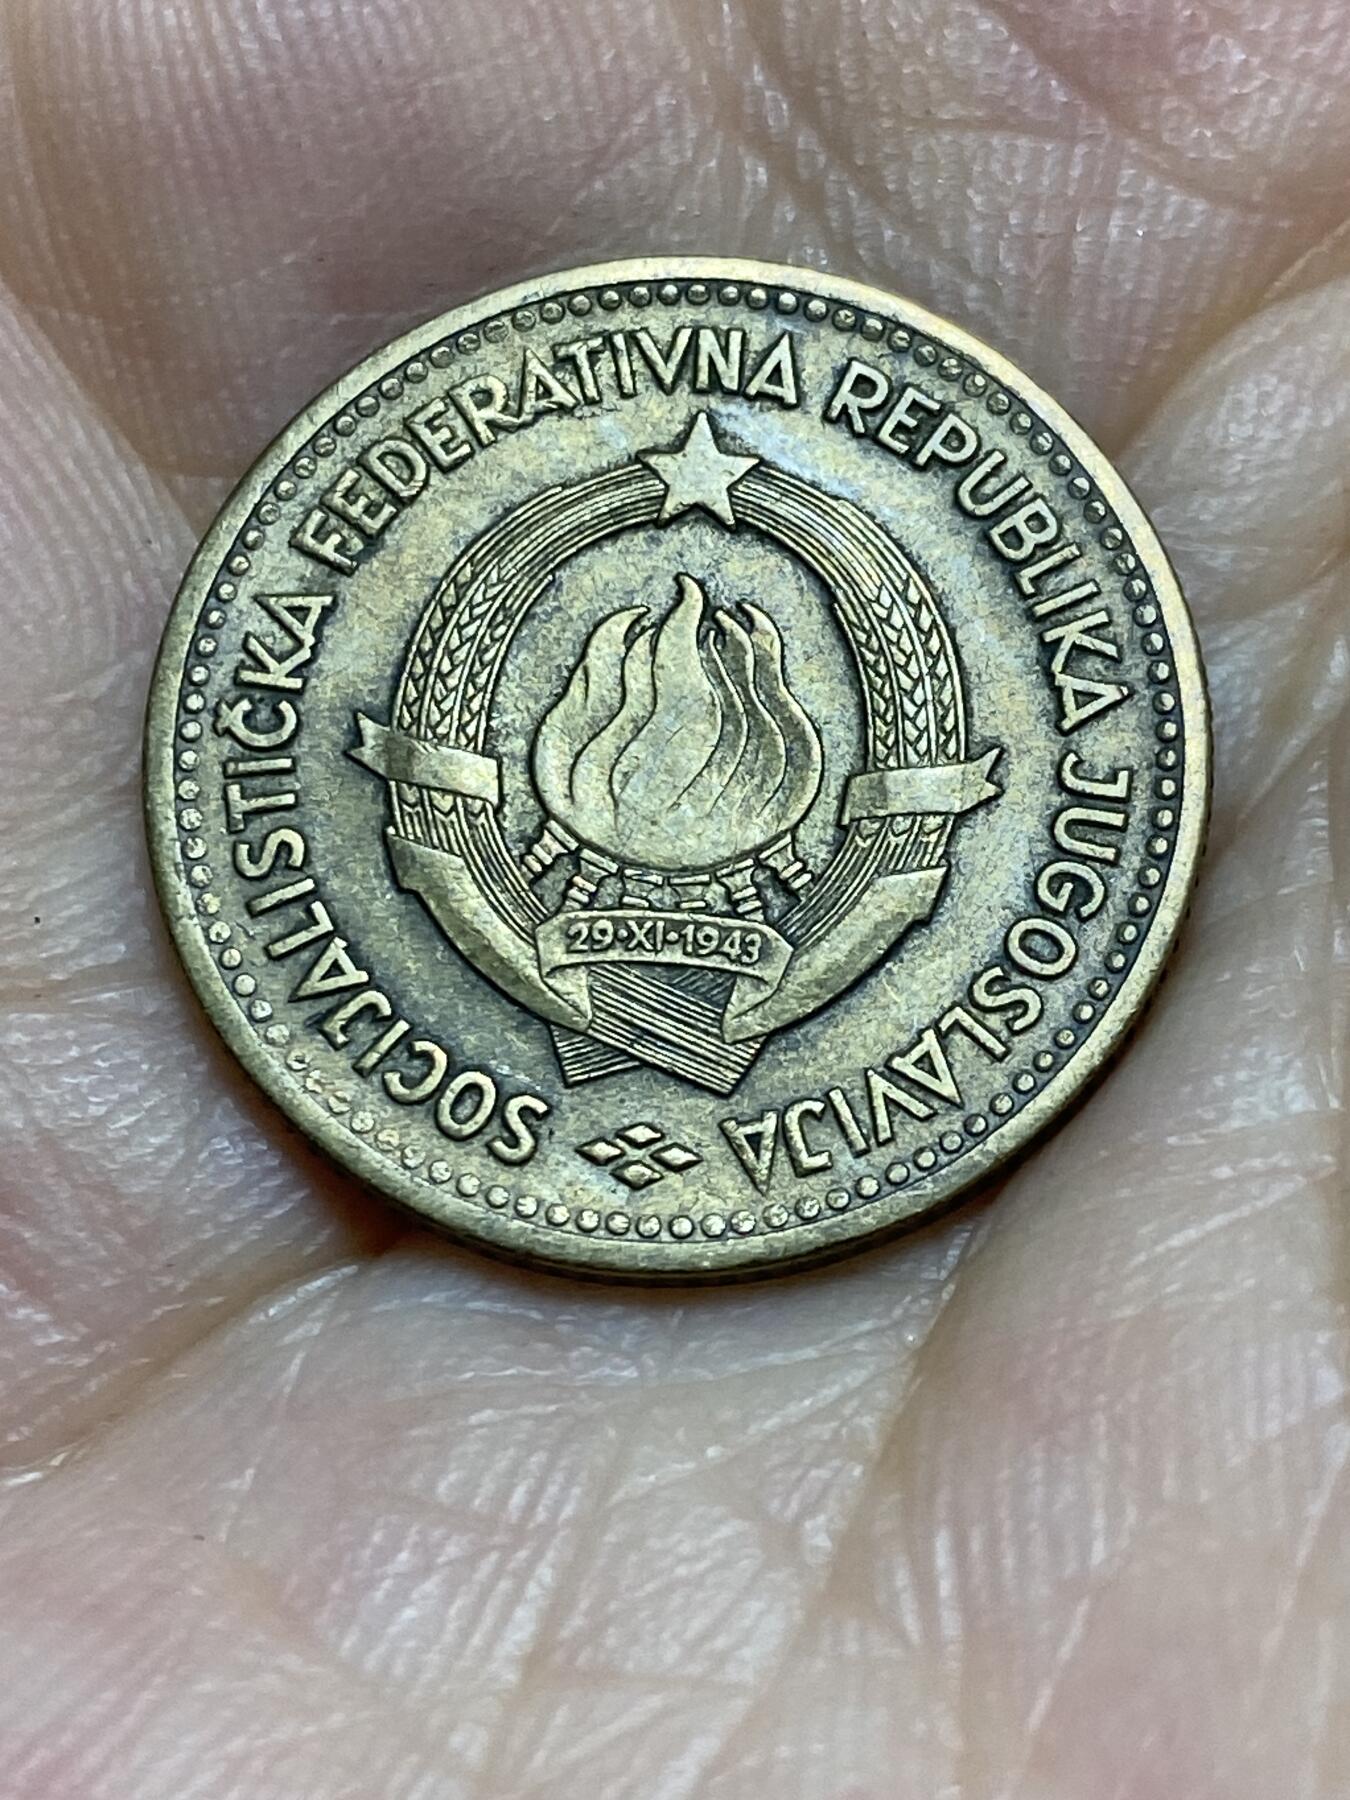 SOCIJALISTIČKA FEDERATIVNA REPUBLIKA JUGOSLAVIJA
29·XI·1943